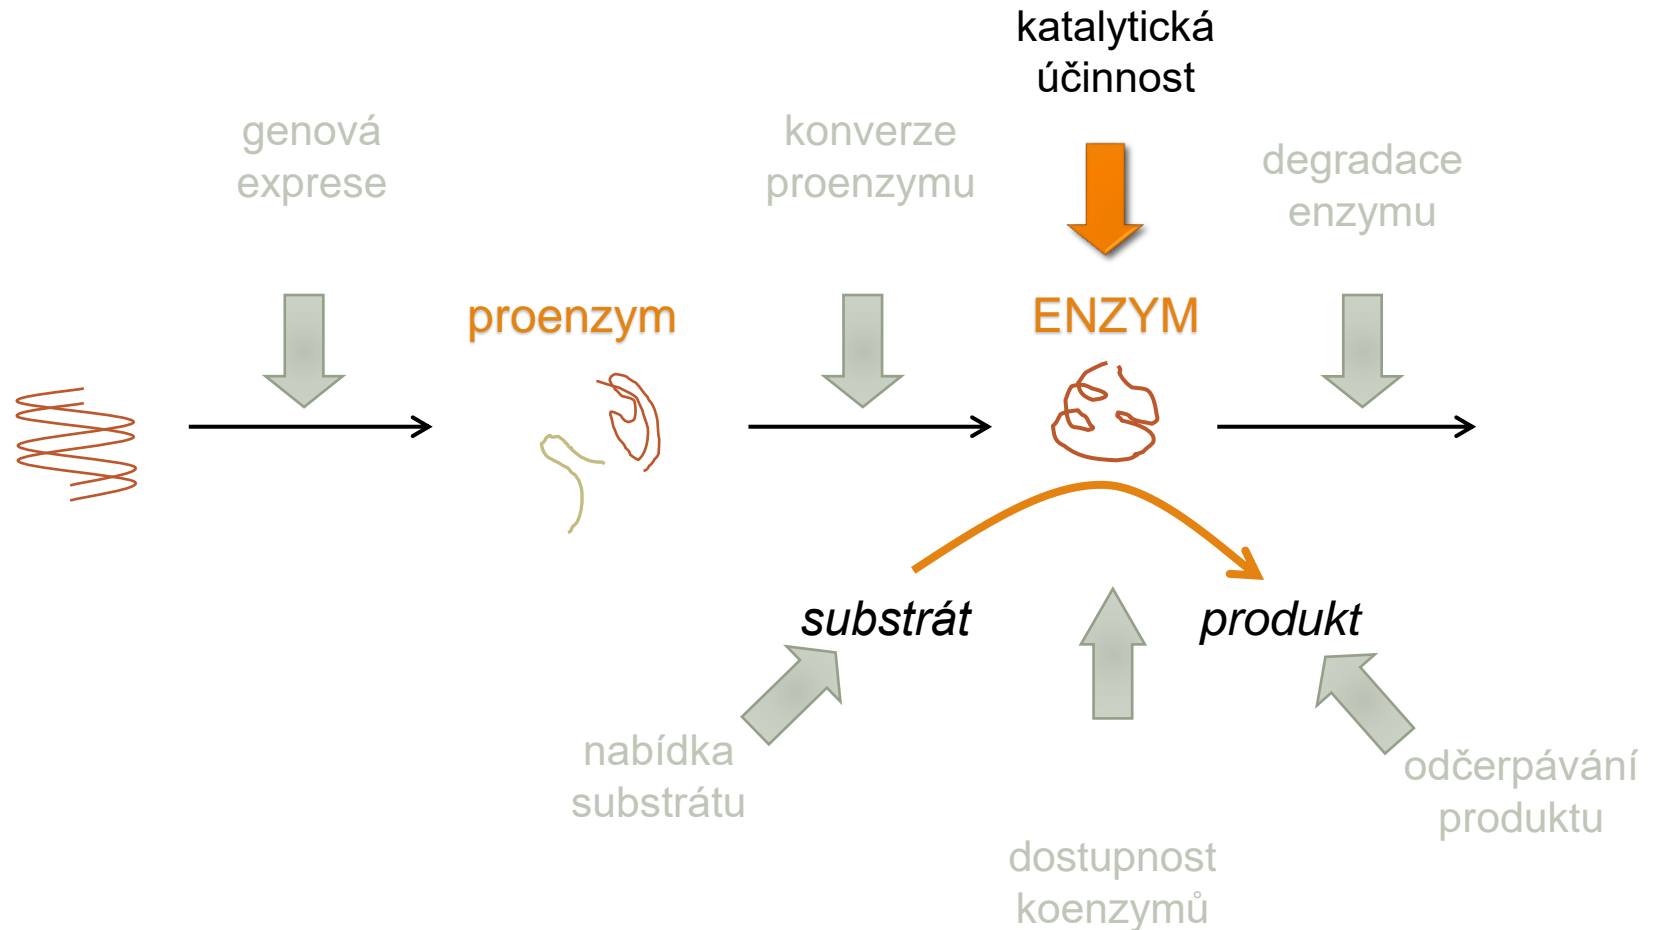 katalytická
účinnost
genová
exprese
konverze
proenzymu
degradace
enzymu
proenzym
ENZYM
substrát
produkt
nabídka
substrátu
odčerpávání
produktu
dostupnost
koenzymů